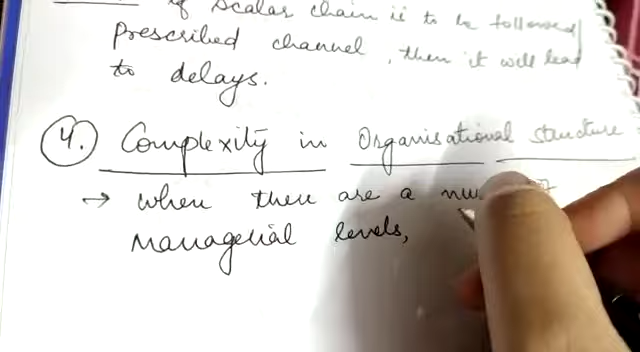 if scalar chain is to be followed
Prescribed channel, then it will lead
to delays.
4. Complexity in Organisational structure
→ when there are a
managerial levels,